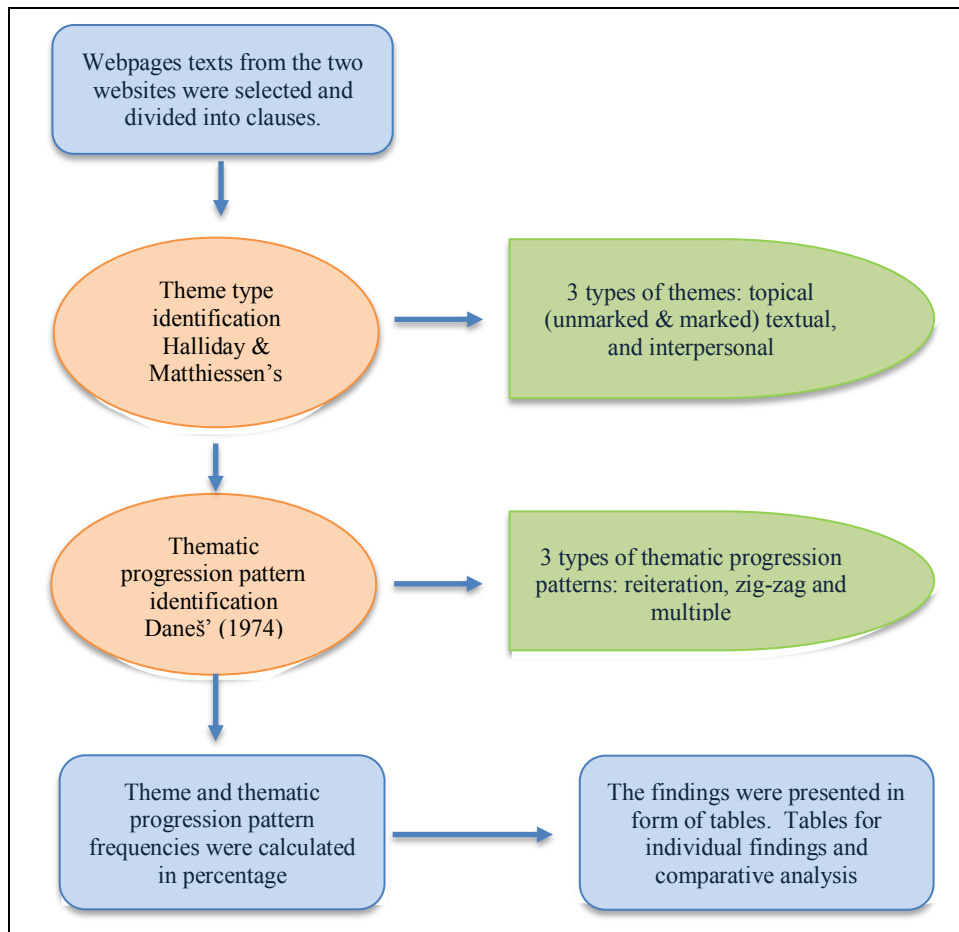 Webpages texts from the two
websites were selected and
divided into clauses.
Theme type
identification
Halliday &
Matthiessen’s
3 types of themes: topical
(unmarked & marked) textual,
and interpersonal
Thematic
progression pattern
identification
Daneš’ (1974)
3 types of thematic progression
patterns: reiteration, zig-zag and
multiple
Theme and thematic
progression pattern
frequencies were calculated
in percentage
The findings were presented in
form of tables. Tables for
individual findings and
comparative analysis